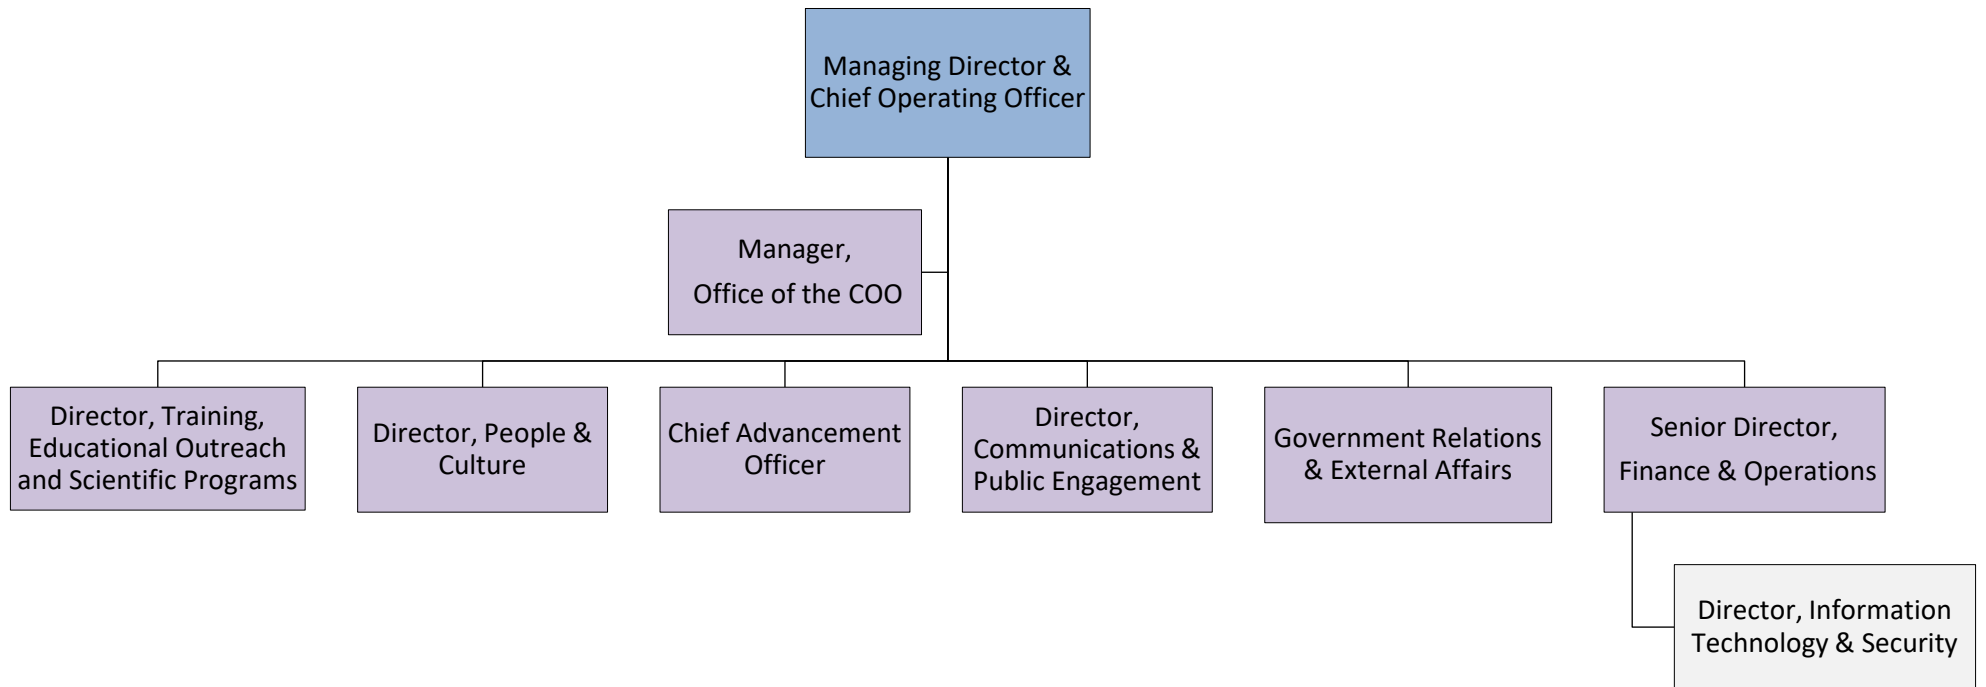 Managing Director &
Chief Operating Officer
Manager,
Office of the COO
Director, Training,
Educational Outreach
and Scientific Programs
Director, People &
Culture
Chief Advancement
Officer
Director,
Communications &
Public Engagement
Government Relations
& External Affairs
Senior Director,
Finance & Operations
Director, Information
Technology & Security